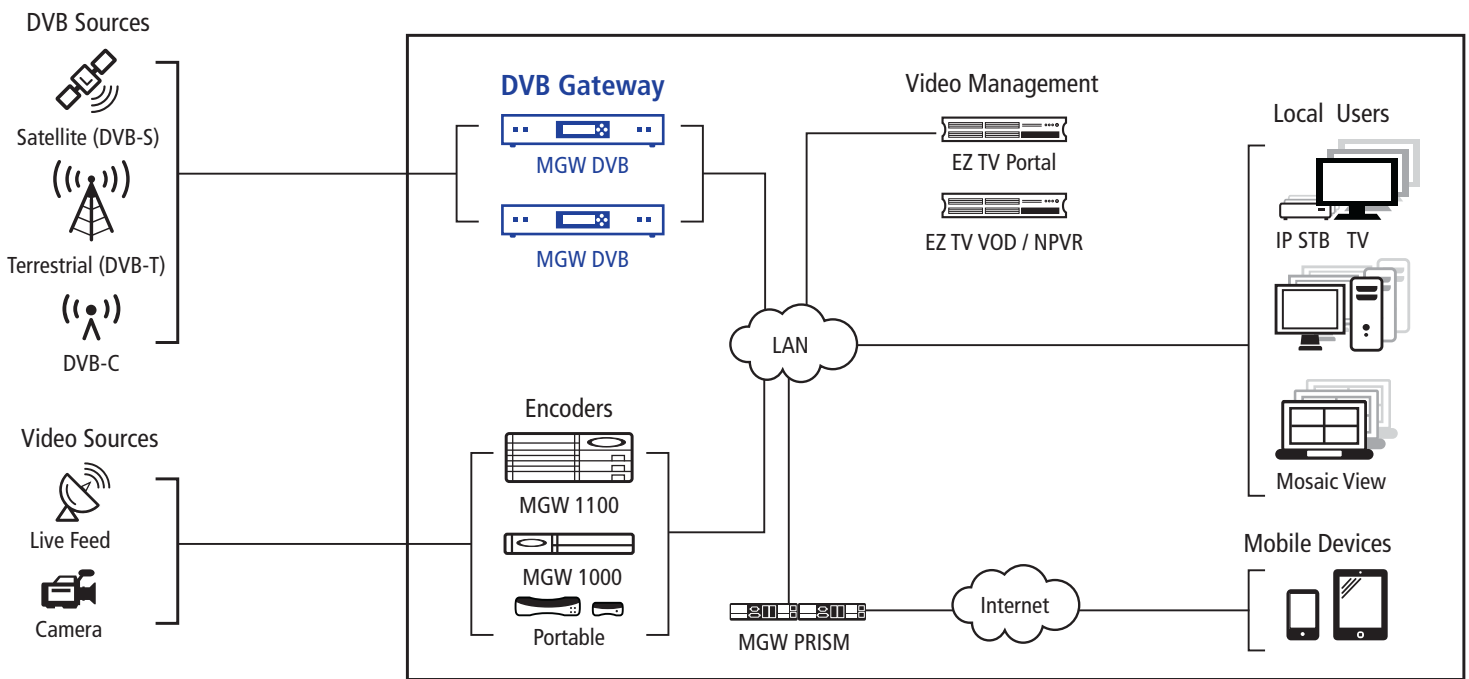 DVB Sources
Satellite (DVB-S)
Terrestrial (DVB-T)
DVB-C
Video Sources
Live Feed
Camera
DVB Gateway
MGW DVB
MGW DVB
Encoders
MGW 1100
MGW 1000
Portable
Video Management
EZ TV Portal
EZ TV VOD / NPVR
LAN
MGW PRISM
Internet
Local Users
IP STB TV
Mosaic View
Mobile Devices